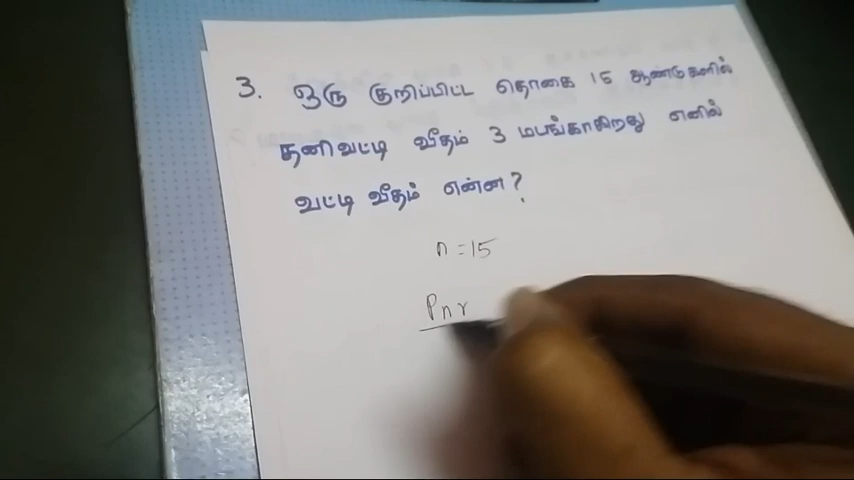 3. ஒரு குறிப்பிட்ட தொகை 15 ஆண்டுகளில்
தனிவட்டி வீதம் 3 மடங்காகிறது எனில்
வட்டி வீதம் என்ன?
n = 15
Pnr